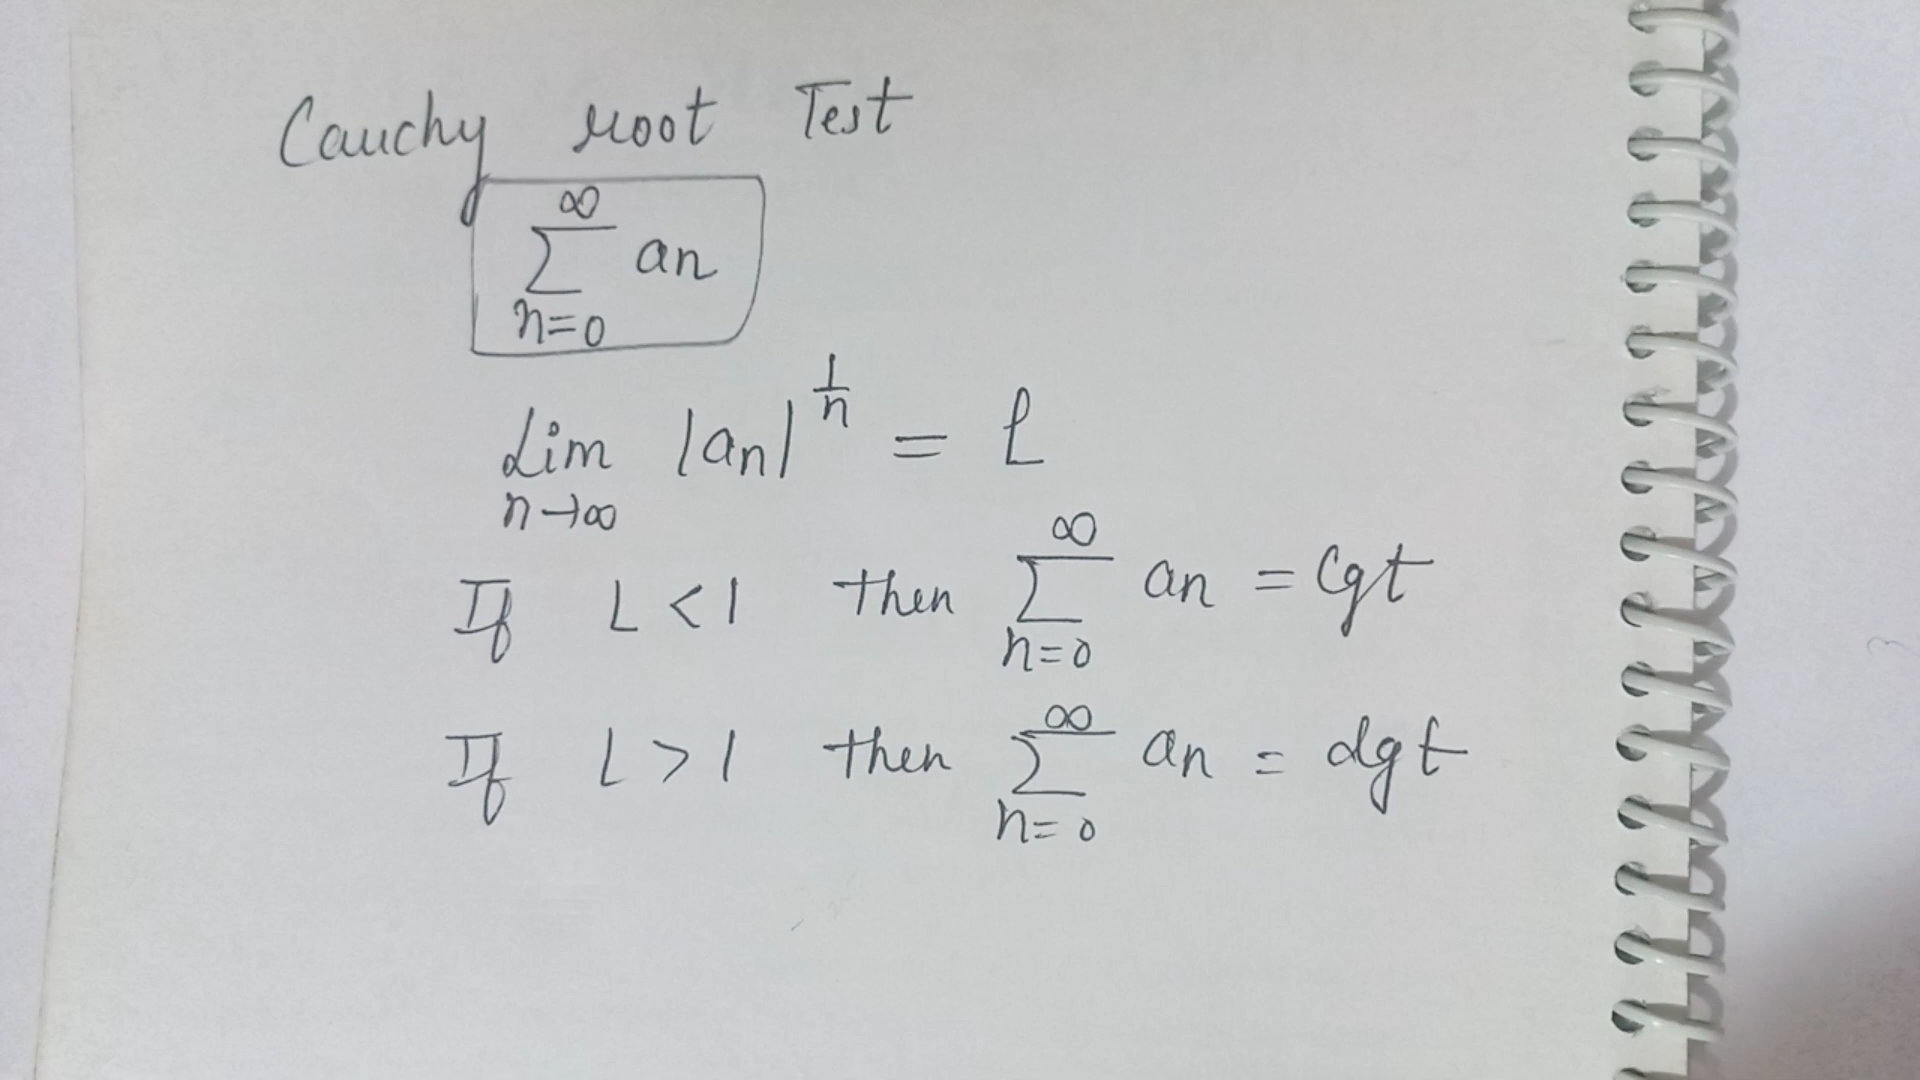 Cauchy root Test
∑_{n=0}^{∞} an
Lim_{n→∞} |an|^{1/n} = L
If L < 1 then ∑_{n=0}^{∞} an = Cgt
If L > 1 then ∑_{n=0}^{∞} an = dgt